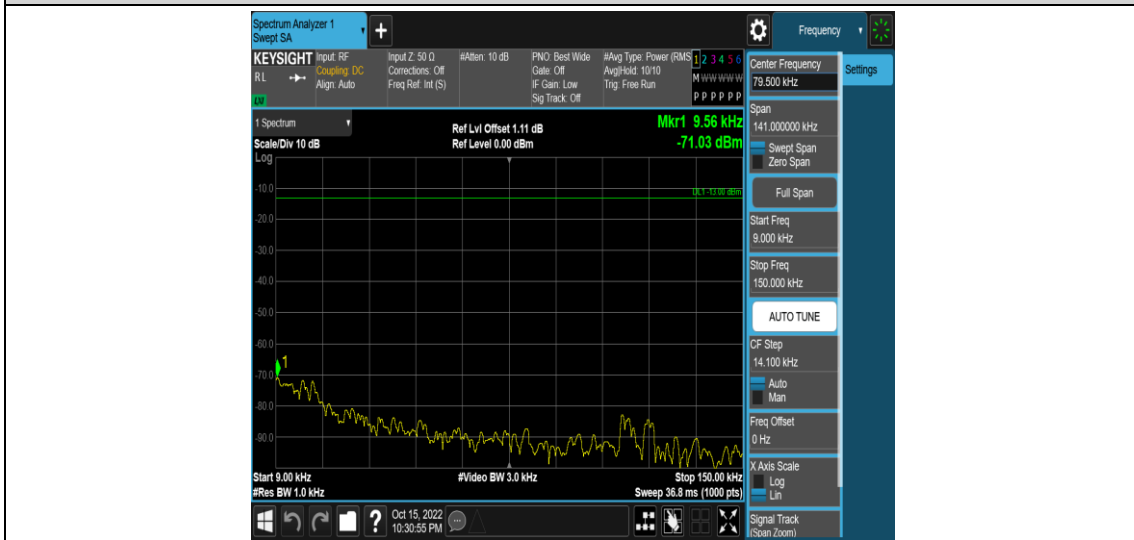 Spectrum Analyzer 1
Swept SA
+
Frequency
KEYSIGHT
RL
LXI
Input: RF
Coupling: DC
Align: Auto
Input Z: 50 Ω
Corrections: Off
Freq Ref: Int (S)
#Atten: 10 dB
PNO: Best Wide
Gate: Off
IF Gain: Low
Sig Track: Off
#Avg Type: Power (RMS
Avg|Hold: 10/10
Trig: Free Run
1 2 3 4 5 6
M W W W W W
P P P P P P
1 Spectrum
Scale/Div 10 dB
Log
Ref Lvl Offset 1.11 dB
Ref Level 0.00 dBm
Mkr1 9.56 kHz
-71.03 dBm
DL1 -13.00 dBm
-10.0
-20.0
-30.0
-40.0
-50.0
-60.0
-70.0
-80.0
-90.0
1
Start 9.00 kHz
#Res BW 1.0 kHz
#Video BW 3.0 kHz
Stop 150.00 kHz
Sweep 36.8 ms (1000 pts)
?
Oct 15, 2022
10:30:55 PM
Center Frequency
79.500 kHz
Settings
Span
141.000000 kHz
Swept Span
Zero Span
Full Span
Start Freq
9.000 kHz
Stop Freq
150.000 kHz
AUTO TUNE
CF Step
14.100 kHz
Auto
Man
Freq Offset
0 Hz
X Axis Scale
Log
Lin
Signal Track
(Span Zoom)